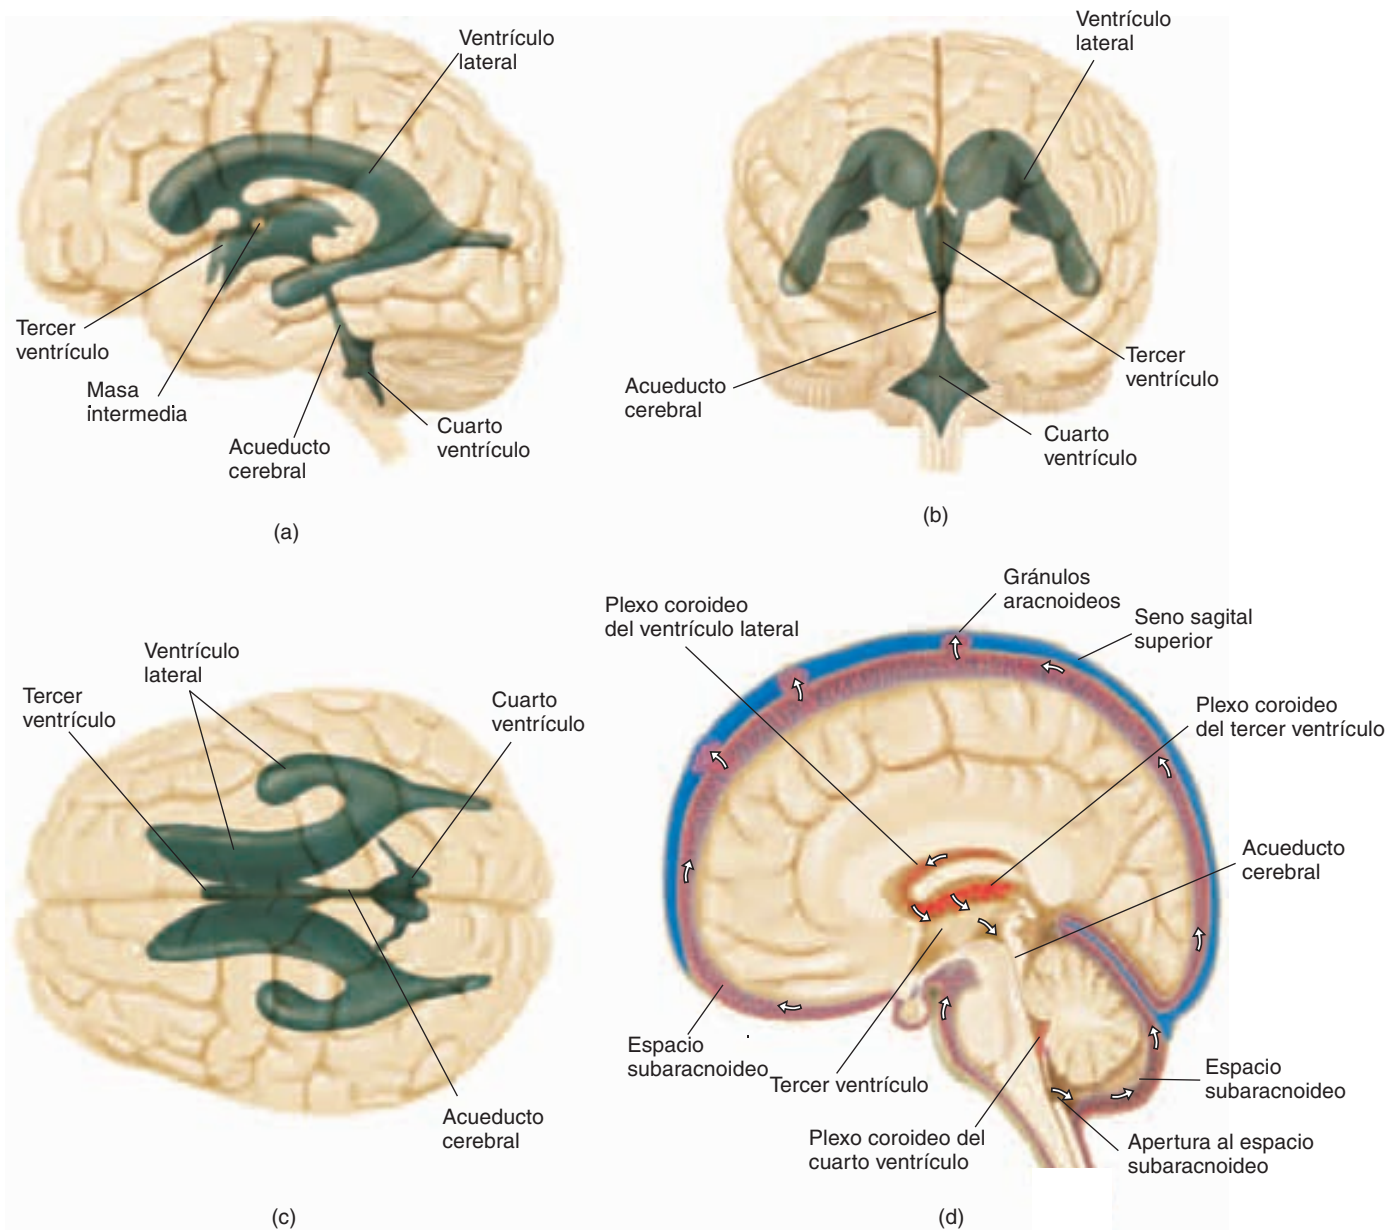 Ventrículo
lateral
Tercer
ventrículo
Masa
intermedia
Acueducto
cerebral
Cuarto
ventrículo
(a)
Ventrículo
lateral
Acueducto
cerebral
Tercer
ventrículo
Cuarto
ventrículo
(b)
Ventrículo
lateral
Tercer
ventrículo
Cuarto
ventrículo
Acueducto
cerebral
(c)
Gránulos
aracnoideos
Plexo coroideo
del ventrículo lateral
Seno sagital
superior
Plexo coroideo
del tercer ventrículo
Acueducto
cerebral
Espacio
subaracnoideo
Tercer ventrículo
Espacio
subaracnoideo
Plexo coroideo del
cuarto ventrículo
Apertura al espacio
subaracnoideo
(d)